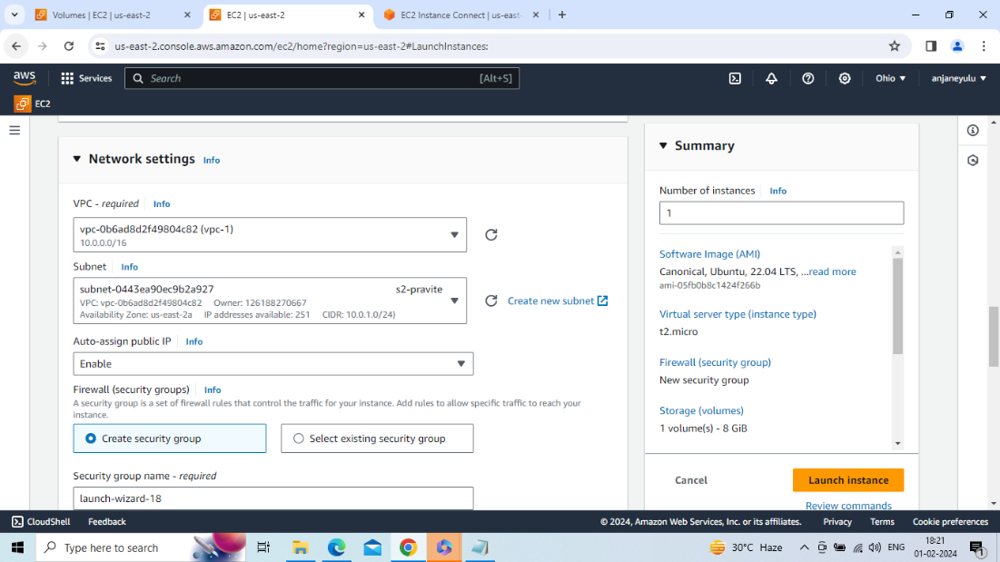 Volumes | EC2 | us-east-2
EC2 | us-east-2
EC2 Instance Connect | us-east-
us-east-2.console.aws.amazon.com/ec2/home?region=us-east-2#LaunchInstances:
aws
Services
Search
[Alt+S]
Ohio
anjaneyulu
EC2
Network settings Info
VPC - required Info
vpc-0b6ad8d2f49804c82 (vpc-1)
10.0.0.0/16
Subnet Info
subnet-0443ea90ec9b2a927 s2-pravite
VPC: vpc-0b6ad8d2f49804c82 Owner: 126188270667
Availability Zone: us-east-2a IP addresses available: 251 CIDR: 10.0.1.0/24)
Create new subnet
Auto-assign public IP Info
Enable
Firewall (security groups) Info
A security group is a set of firewall rules that control the traffic for your instance. Add rules to allow specific traffic to reach your
instance.
Create security group
Select existing security group
Security group name - required
launch-wizard-18
Summary
Number of instances Info
1
Software Image (AMI)
Canonical, Ubuntu, 22.04 LTS, ...read more
ami-05fb0b8c1424f266b
Virtual server type (instance type)
t2.micro
Firewall (security group)
New security group
Storage (volumes)
1 volume(s) - 8 GiB
Cancel
Launch instance
Review commands
CloudShell
Feedback
© 2024, Amazon Web Services, Inc. or its affiliates.
Privacy
Terms
Cookie preferences
Type here to search
30°C Haze
ENG
18:21
01-02-2024
1